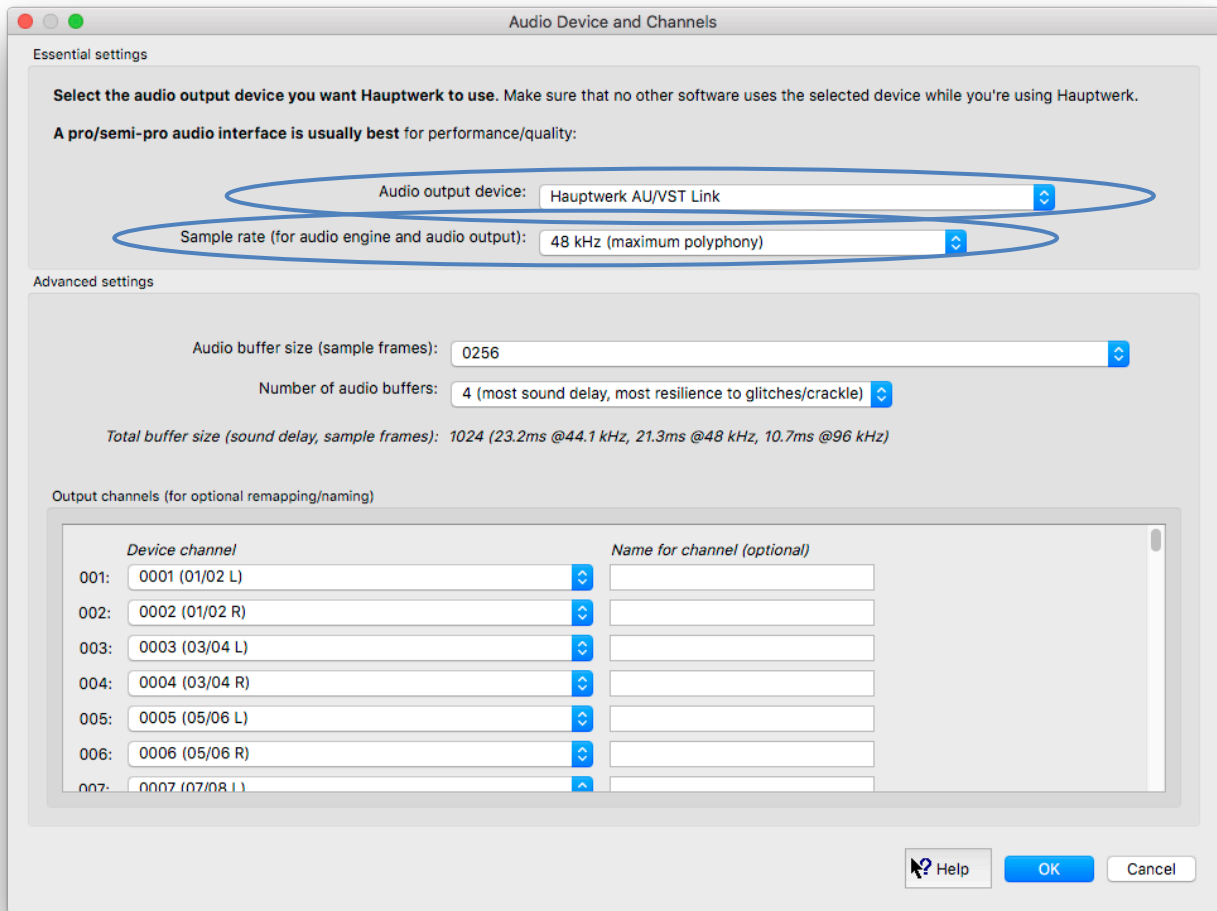 Audio Device and Channels
Essential settings
Select the audio output device you want Hauptwerk to use. Make sure that no other software uses the selected device while you're using Hauptwerk.
A pro/semi-pro audio interface is usually best for performance/quality:
Audio output device: Hauptwerk AU/VST Link
Sample rate (for audio engine and audio output): 48 kHz (maximum polyphony)
Advanced settings
Audio buffer size (sample frames): 0256
Number of audio buffers: 4 (most sound delay, most resilience to glitches/crackle)
Total buffer size (sound delay, sample frames): 1024 (23.2ms @44.1 kHz, 21.3ms @48 kHz, 10.7ms @96 kHz)
Output channels (for optional remapping/naming)
Device channel Name for channel (optional)
001: 0001 (01/02 L)
002: 0002 (01/02 R)
003: 0003 (03/04 L)
004: 0004 (03/04 R)
005: 0005 (05/06 L)
006: 0006 (05/06 R)
007: 0007 (07/08 L)
? Help OK Cancel